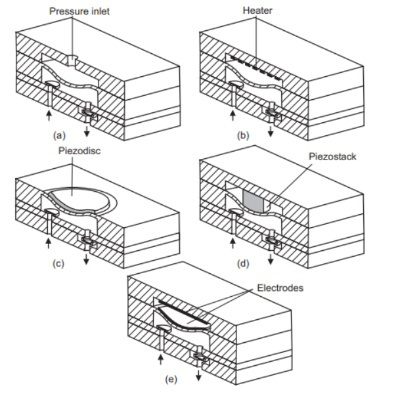 Pressure inlet
Heater
(a)
(b)
Piezodisc
Piezostack
(c)
(d)
Electrodes
(e)